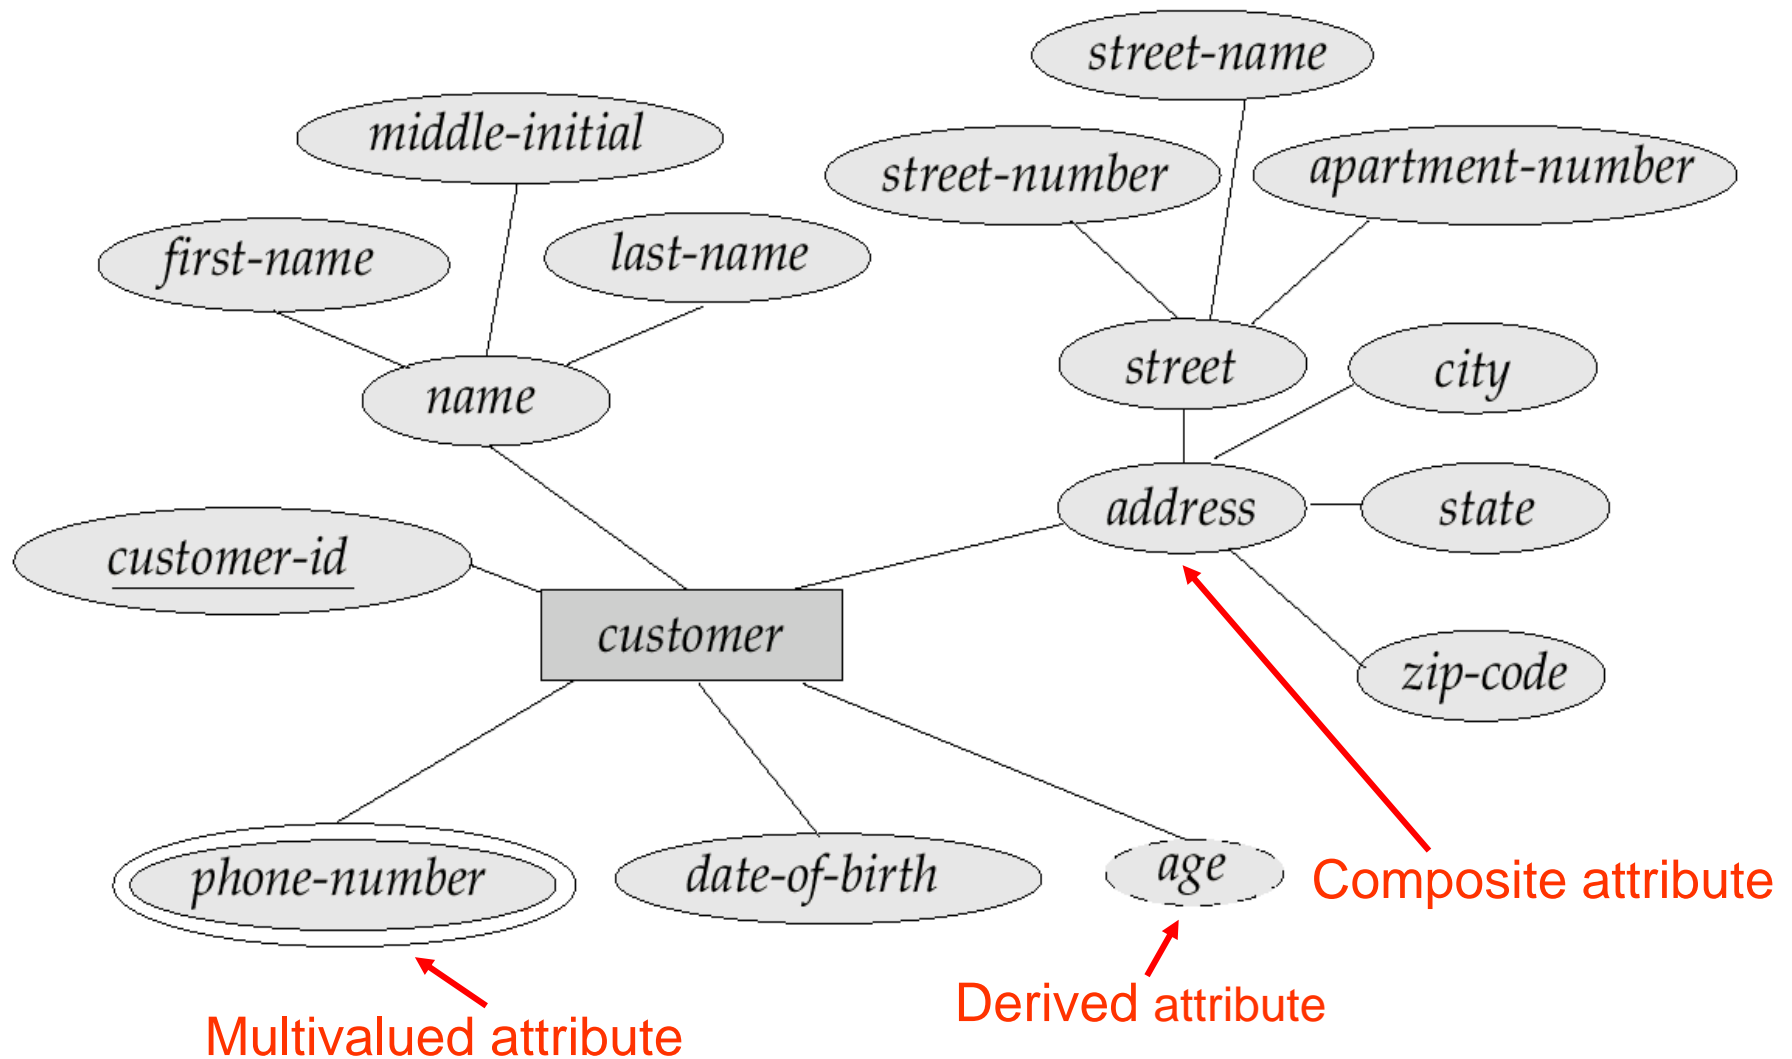 street-name
middle-initial
street-number
apartment-number
first-name
last-name
name
street
city
address
state
customer-id
customer
zip-code
phone-number
date-of-birth
age
Composite attribute
Derived attribute
Multivalued attribute